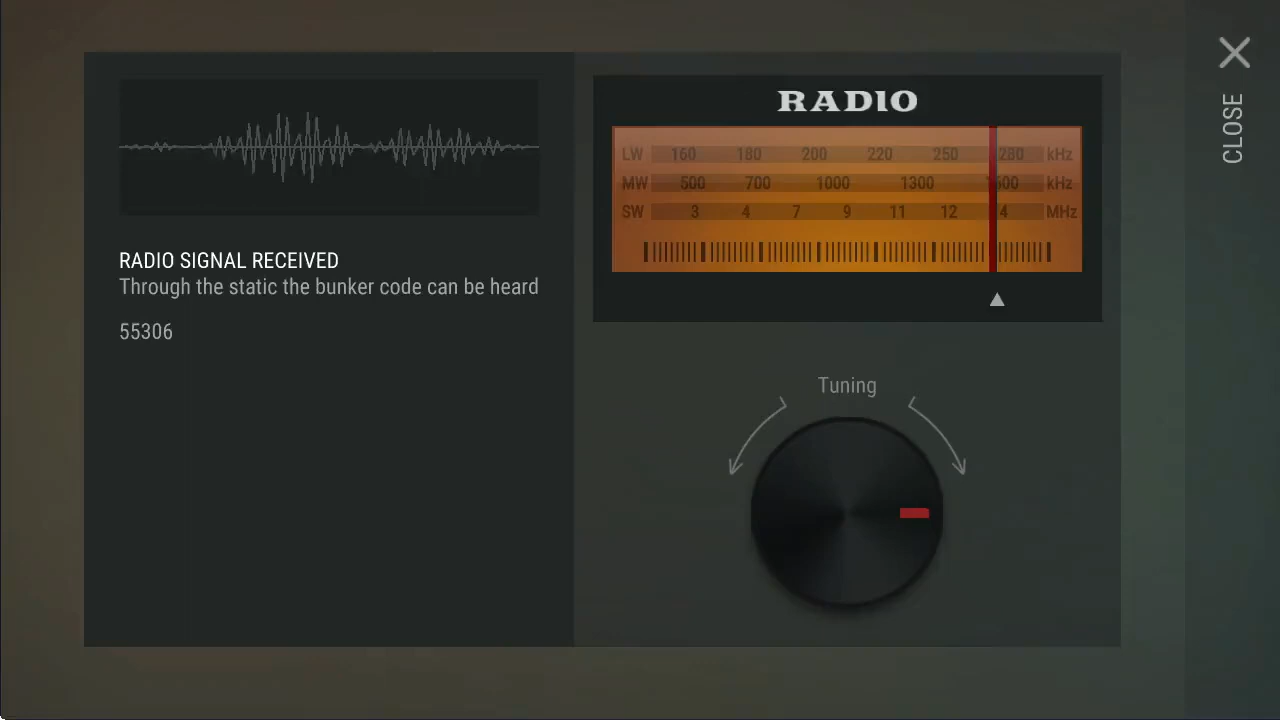 RADIO SIGNAL RECEIVED
Through the static the bunker code can be heard
55306
RADIO
LW 160 180 200 220 250 280 kHz
MW 500 700 1000 1300 kHz
SW 3 4 7 9 11 12 4 MHz
Tuning
CLOSE